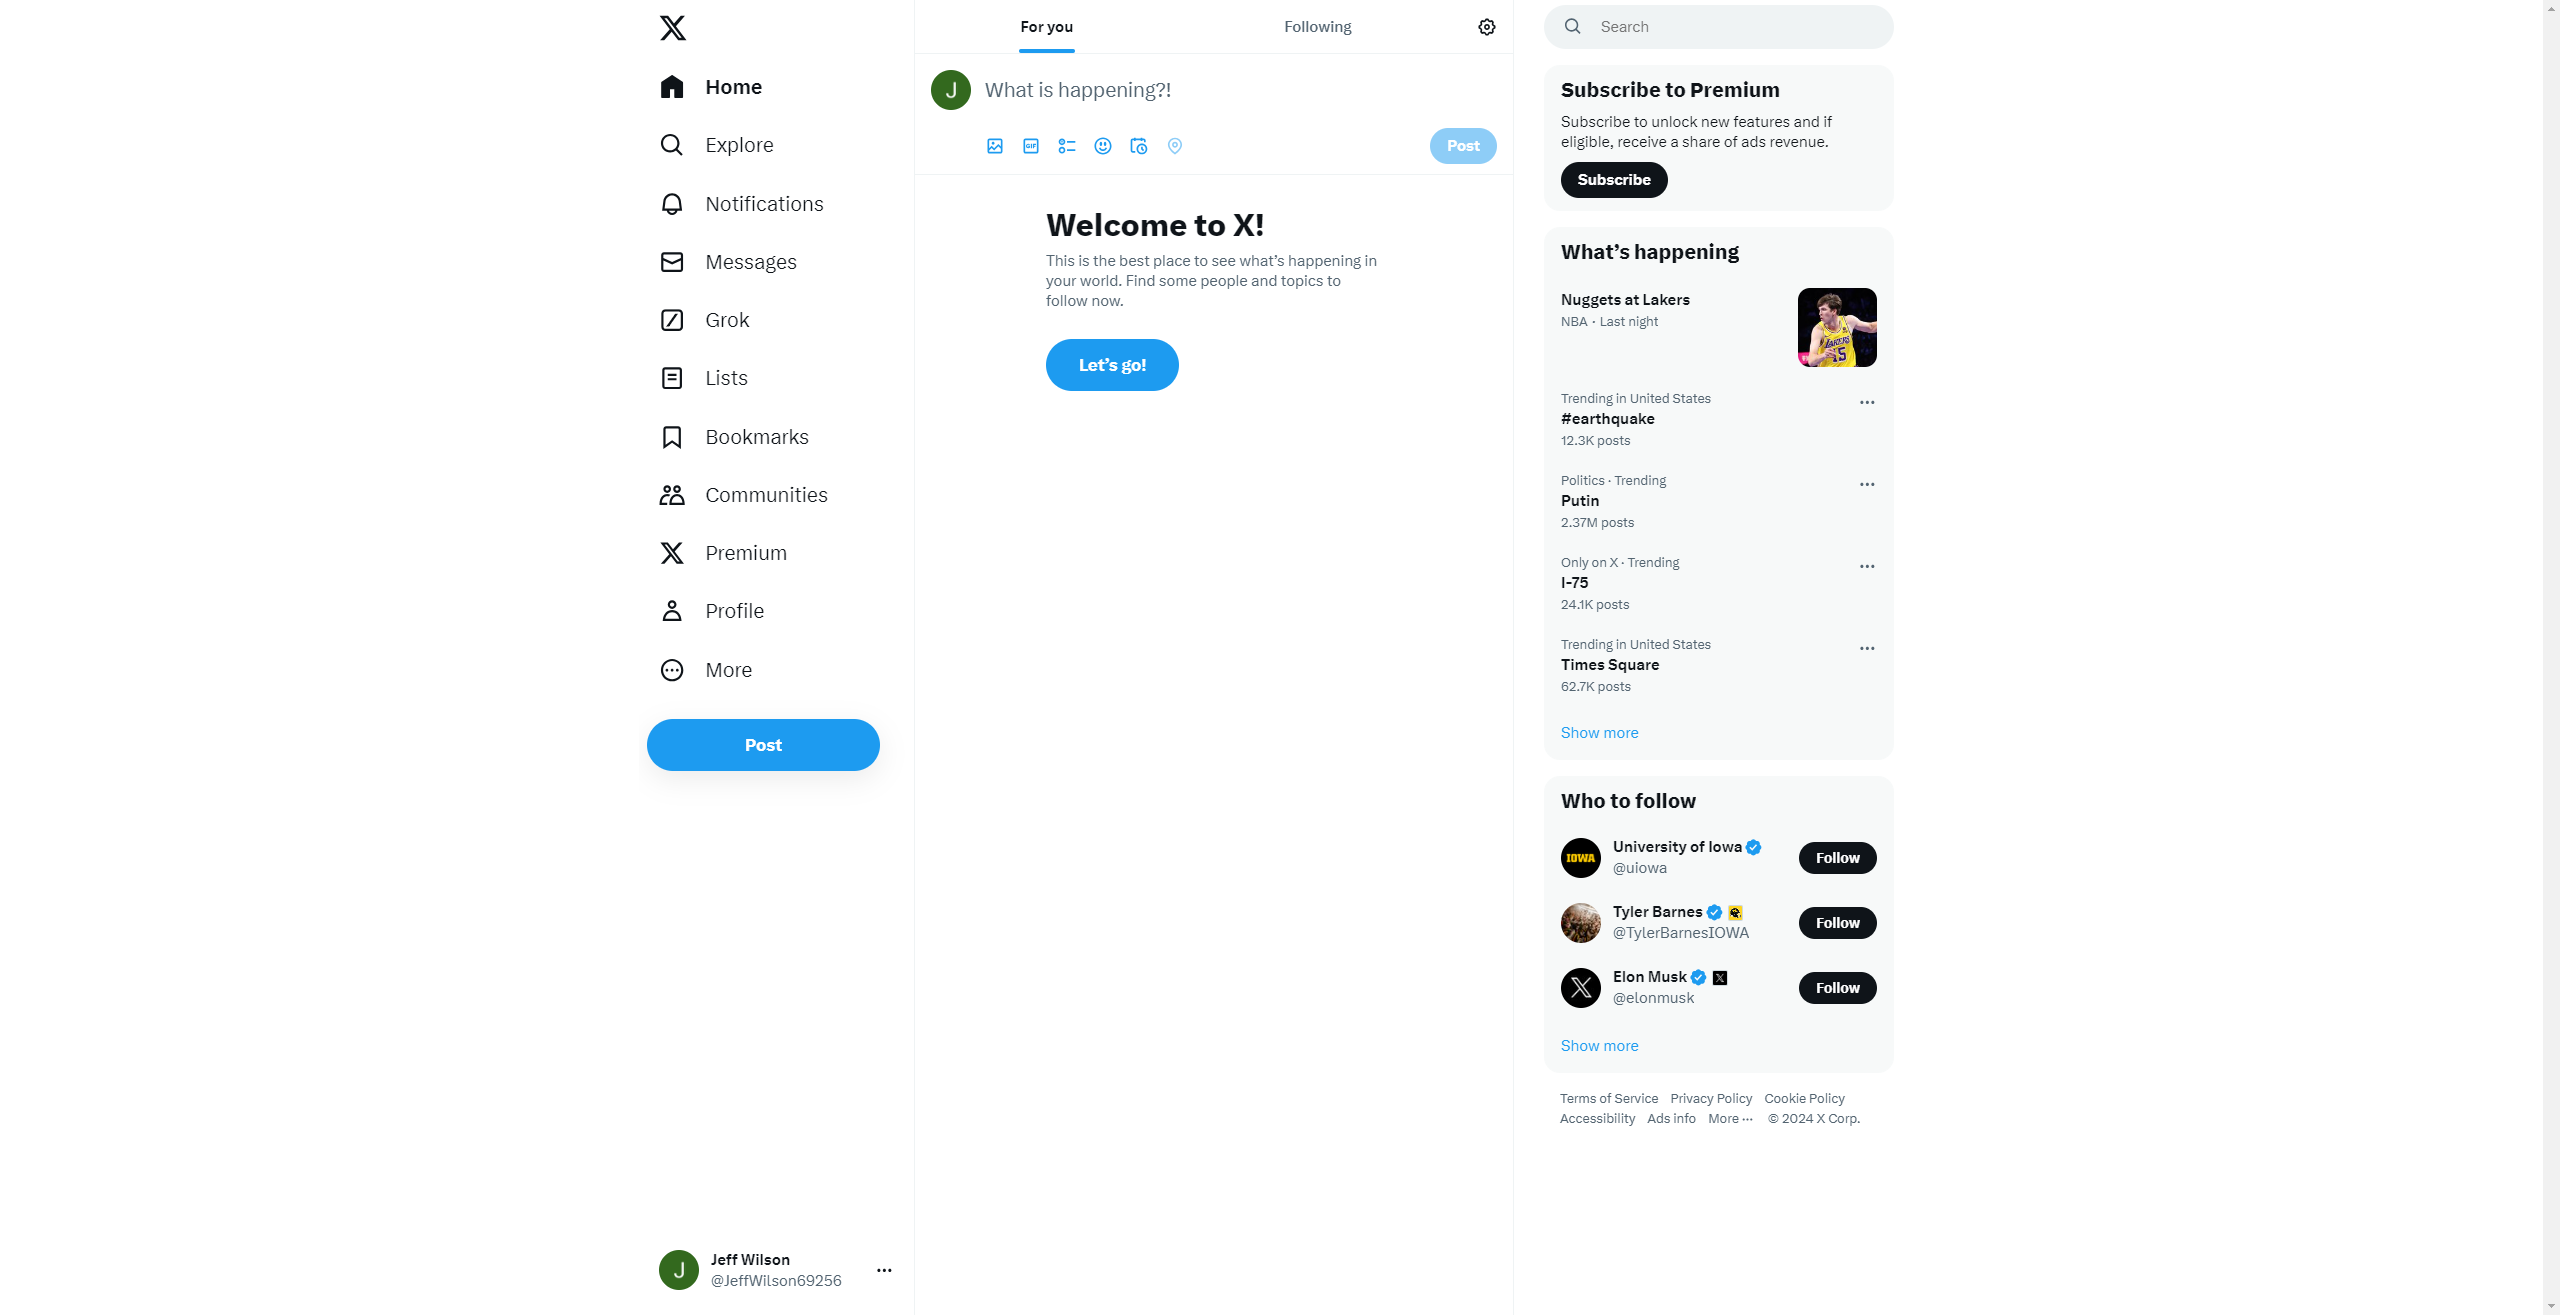 Home
Explore
Notifications
Messages
Grok
Lists
Bookmarks
Communities
Premium
Profile
More
Post
J
Jeff Wilson
@JeffWilson69256
For you
Following
J
What is happening?!
GIF
Post
Welcome to X!
This is the best place to see what’s happening in
your world. Find some people and topics to
follow now.
Let’s go!
Search
Subscribe to Premium
Subscribe to unlock new features and if
eligible, receive a share of ads revenue.
Subscribe
What’s happening
Nuggets at Lakers
NBA · Last night
LAKERS
15
Trending in United States
#earthquake
12.3K posts
Politics · Trending
Putin
2.37M posts
Only on X · Trending
I-75
24.1K posts
Trending in United States
Times Square
62.7K posts
Show more
Who to follow
IOWA
University of Iowa
@uiowa
Follow
Tyler Barnes
@TylerBarnesIOWA
Follow
Elon Musk
@elonmusk
Follow
Show more
Terms of Service Privacy Policy Cookie Policy
Accessibility Ads info More ··· © 2024 X Corp.